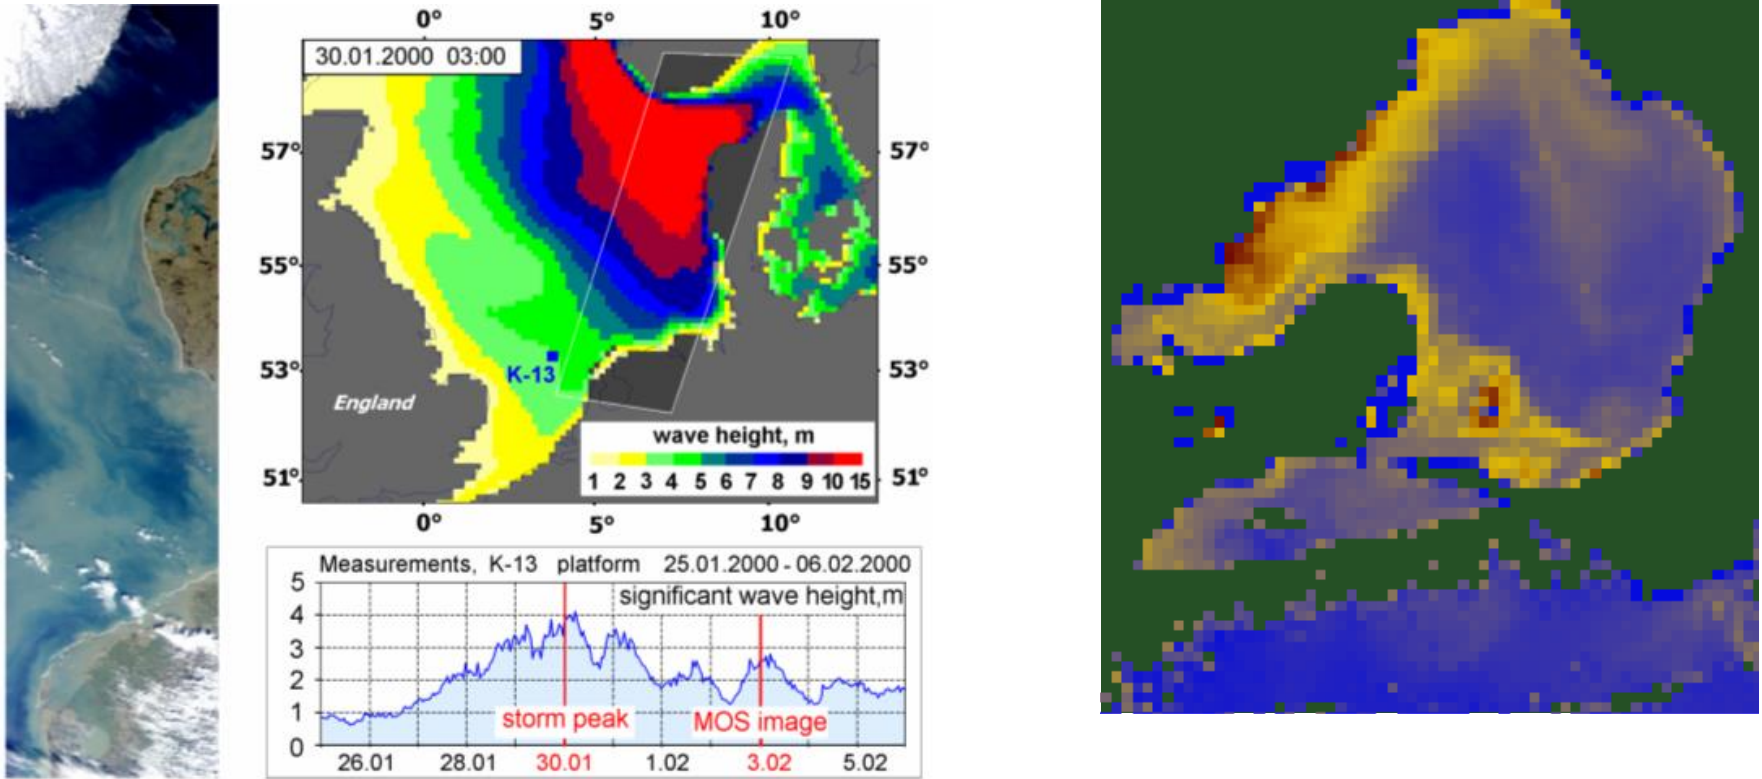 0° 5° 10°
30.01.2000 03:00
57° 57°
55° 55°
53° 53°
K-13
England
wave height, m
1 2 3 4 5 6 7 8 9 10 15
51° 51°
0° 5° 10°
Measurements, K-13 platform 25.01.2000 - 06.02.2000
5
significant wave height,m
4
3
2
1
storm peak MOS image
0
26.01 28.01 30.01 1.02 3.02 5.02